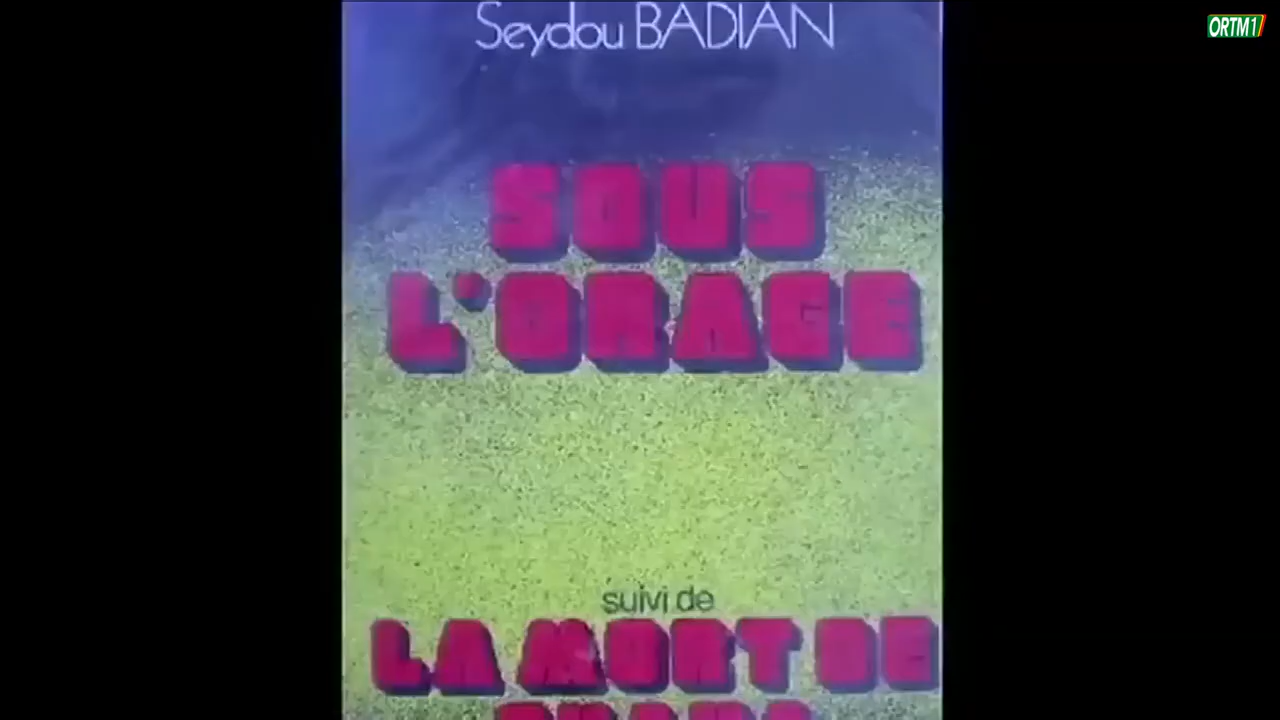 Seydou BADIAN
ORTM1
SOUS
L'ORAGE
suivi de
LA MORT DE